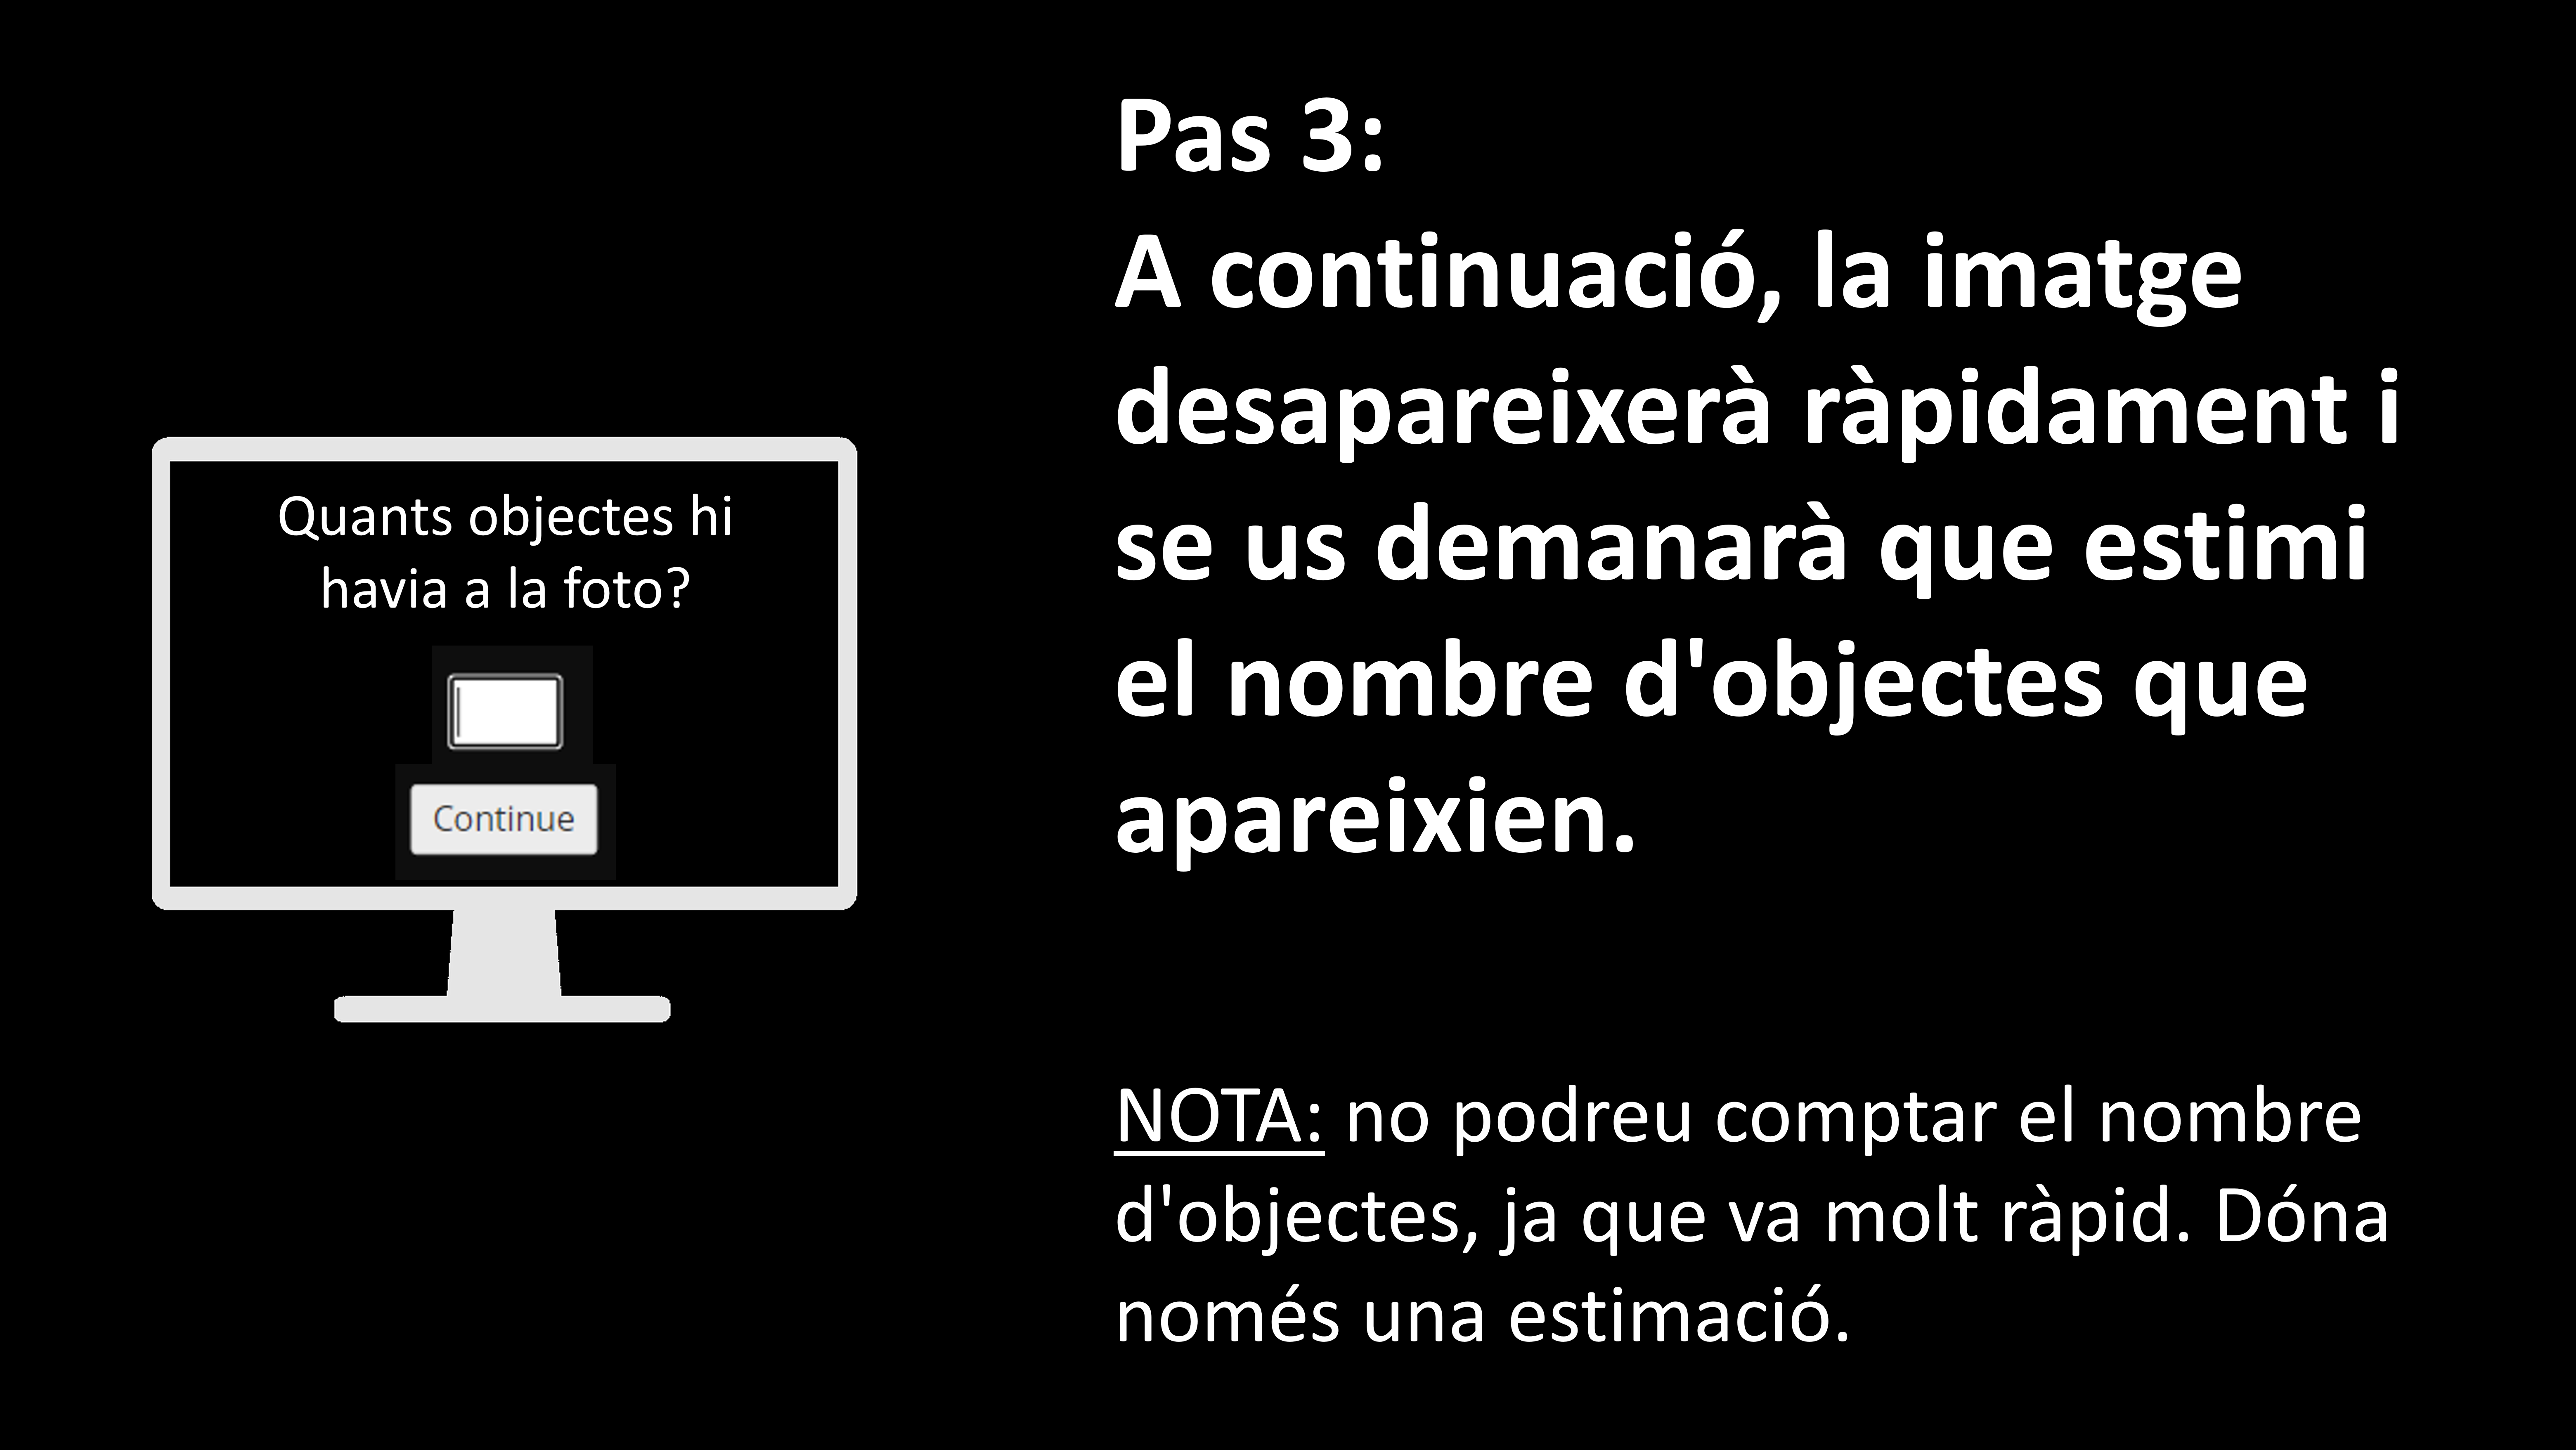 Quants objectes hi
havia a la foto?
Continue
Pas 3:
A continuació, la imatge
desapareixerà ràpidament i
se us demanarà que estimi
el nombre d'objectes que
apareixien.
NOTA: no podreu comptar el nombre
d'objectes, ja que va molt ràpid. Dóna
només una estimació.